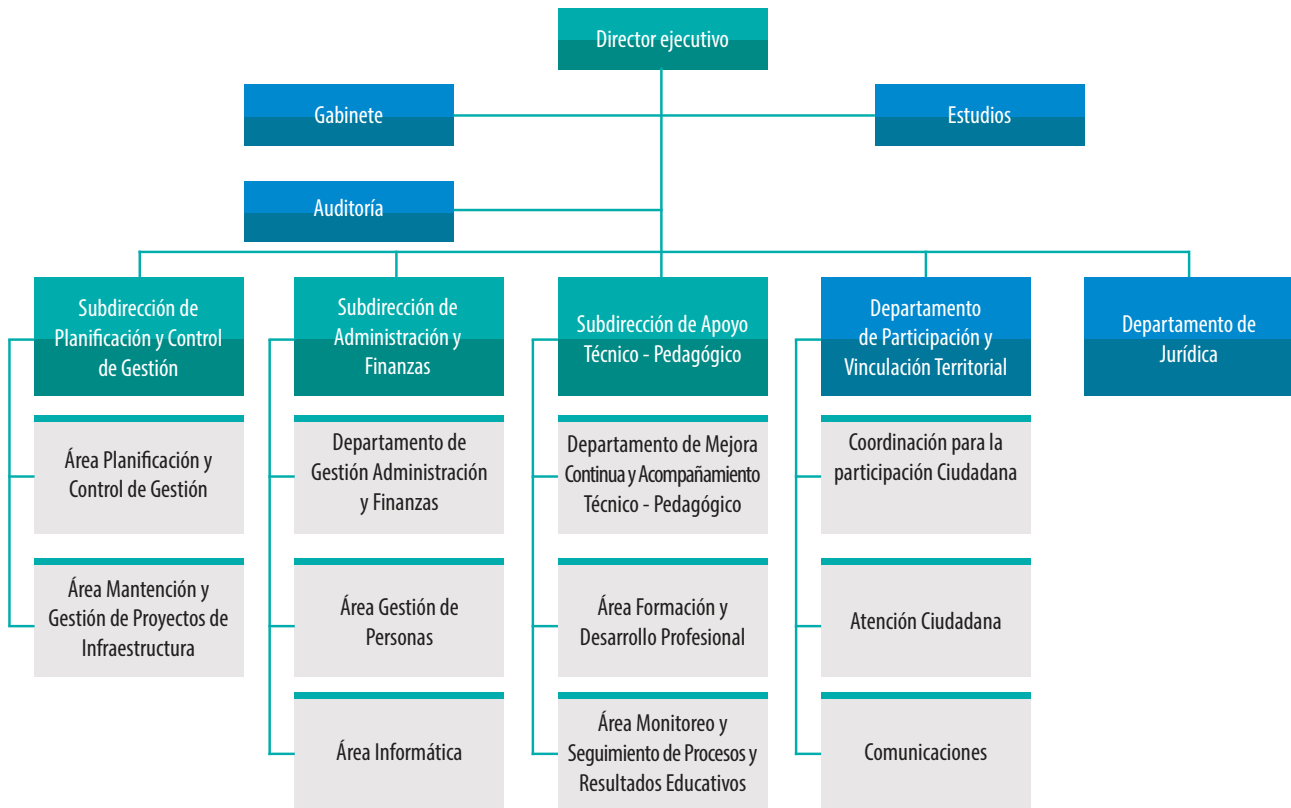 Director ejecutivo
Gabinete
Estudios
Auditoría
Subdirección de
Planificación y Control
de Gestión
Subdirección de
Administración y
Finanzas
Subdirección de Apoyo
Técnico - Pedagógico
Departamento
de Participación y
Vinculación Territorial
Departamento de
Jurídica
Área Planificación y
Control de Gestión
Departamento de
Gestión Administración
y Finanzas
Departamento de Mejora
Continua y Acompañamiento
Técnico - Pedagógico
Coordinación para la
participación Ciudadana
Área Mantención y
Gestión de Proyectos de
Infraestructura
Área Gestión de
Personas
Área Formación y
Desarrollo Profesional
Atención Ciudadana
Área Informática
Área Monitoreo y
Seguimiento de Procesos y
Resultados Educativos
Comunicaciones